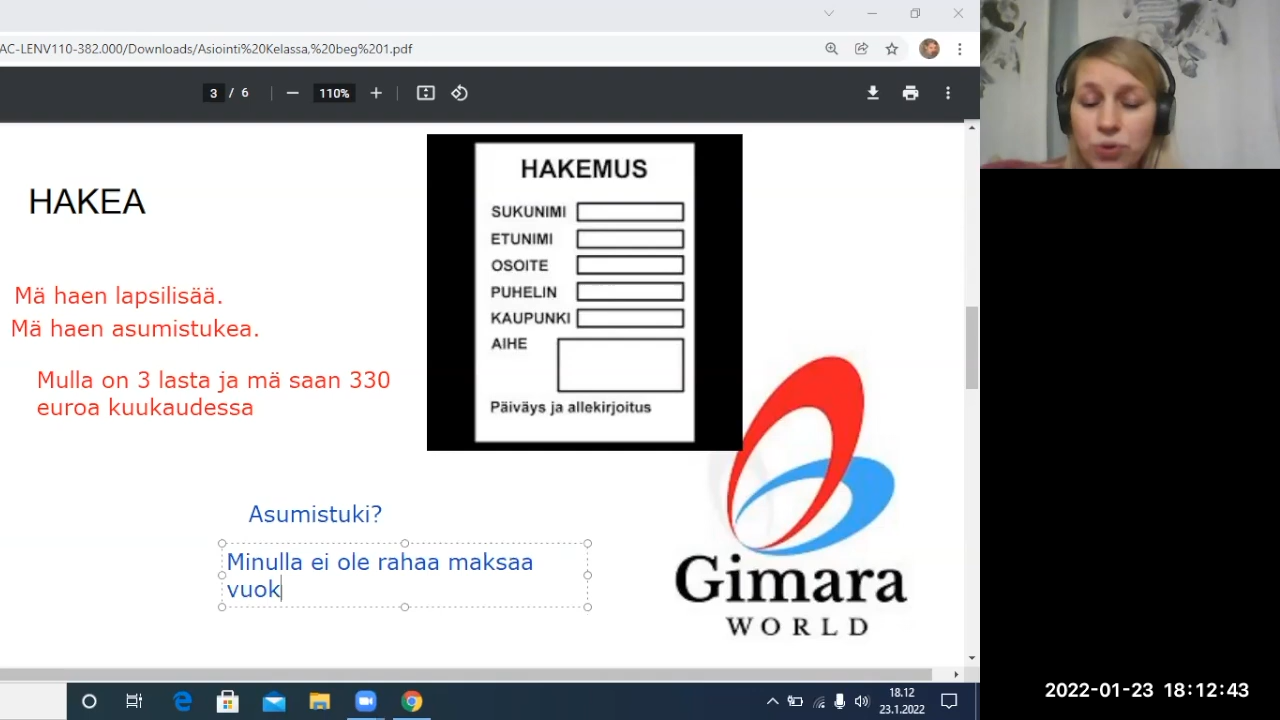 AC-LENV110-382.000/Downloads/Asiointi%20Kelassa,%20beg%201.pdf
3 / 6
110%
HAKEA
HAKEMUS
SUKUNIMI
ETUNIMI
OSOITE
PUHELIN
KAUPUNKI
AIHE
Päiväys ja allekirjoitus
Mä haen lapsilisää.
Mä haen asumistukea.
Mulla on 3 lasta ja mä saan 330
euroa kuukaudessa
Asumistuki?
Minulla ei ole rahaa maksaa
vuok
Gimara
WORLD
18.12
23.1.2022
2022-01-23 18:12:43